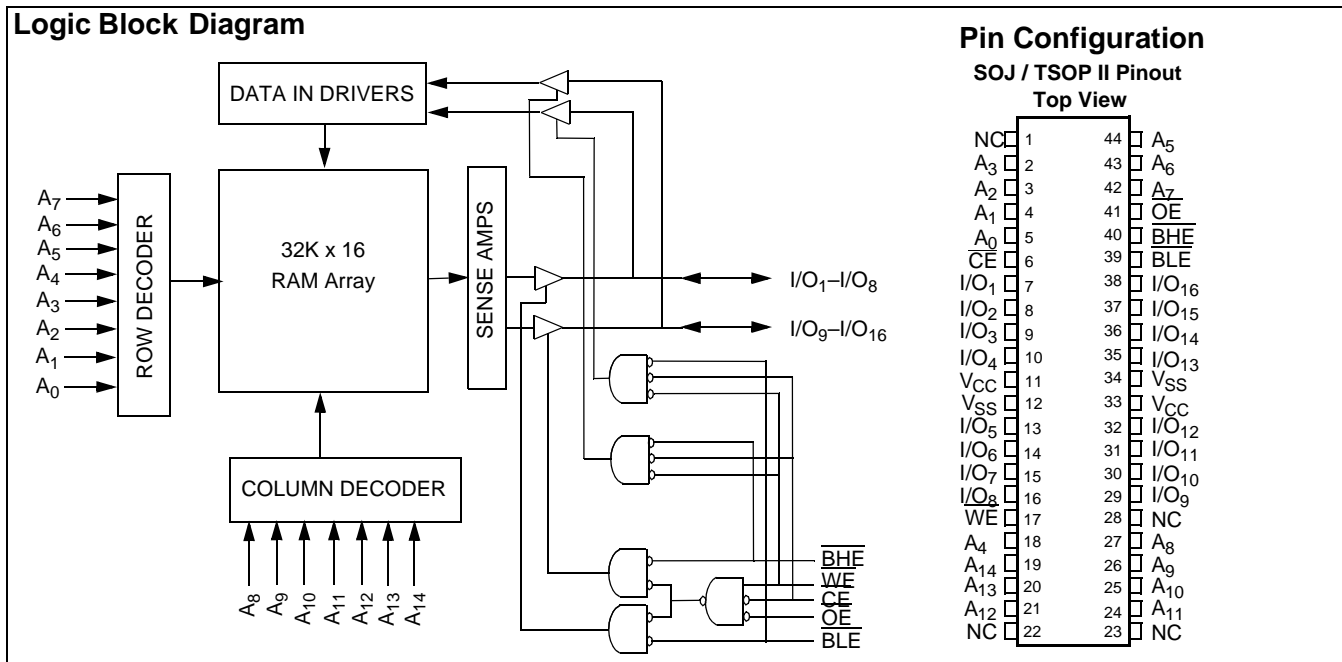 Logic Block Diagram
DATA IN DRIVERS
A7
A6
A5
A4
A3
A2
A1
A0
ROW DECODER
32K x 16
RAM Array
SENSE AMPS
I/O1–I/O8
I/O9–I/O16
COLUMN DECODER
A8
A9
A10
A11
A12
A13
A14
BHE
WE
CE
OE
BLE
Pin Configuration
SOJ / TSOP II Pinout
Top View
NC 1 44 A5
A3 2 43 A6
A2 3 42 A7
A1 4 41 OE
A0 5 40 BHE
CE 6 39 BLE
I/O1 7 38 I/O16
I/O2 8 37 I/O15
I/O3 9 36 I/O14
I/O4 10 35 I/O13
VCC 11 34 VSS
VSS 12 33 VCC
I/O5 13 32 I/O12
I/O6 14 31 I/O11
I/O7 15 30 I/O10
I/O8 16 29 I/O9
WE 17 28 NC
A4 18 27 A8
A14 19 26 A9
A13 20 25 A10
A12 21 24 A11
NC 22 23 NC